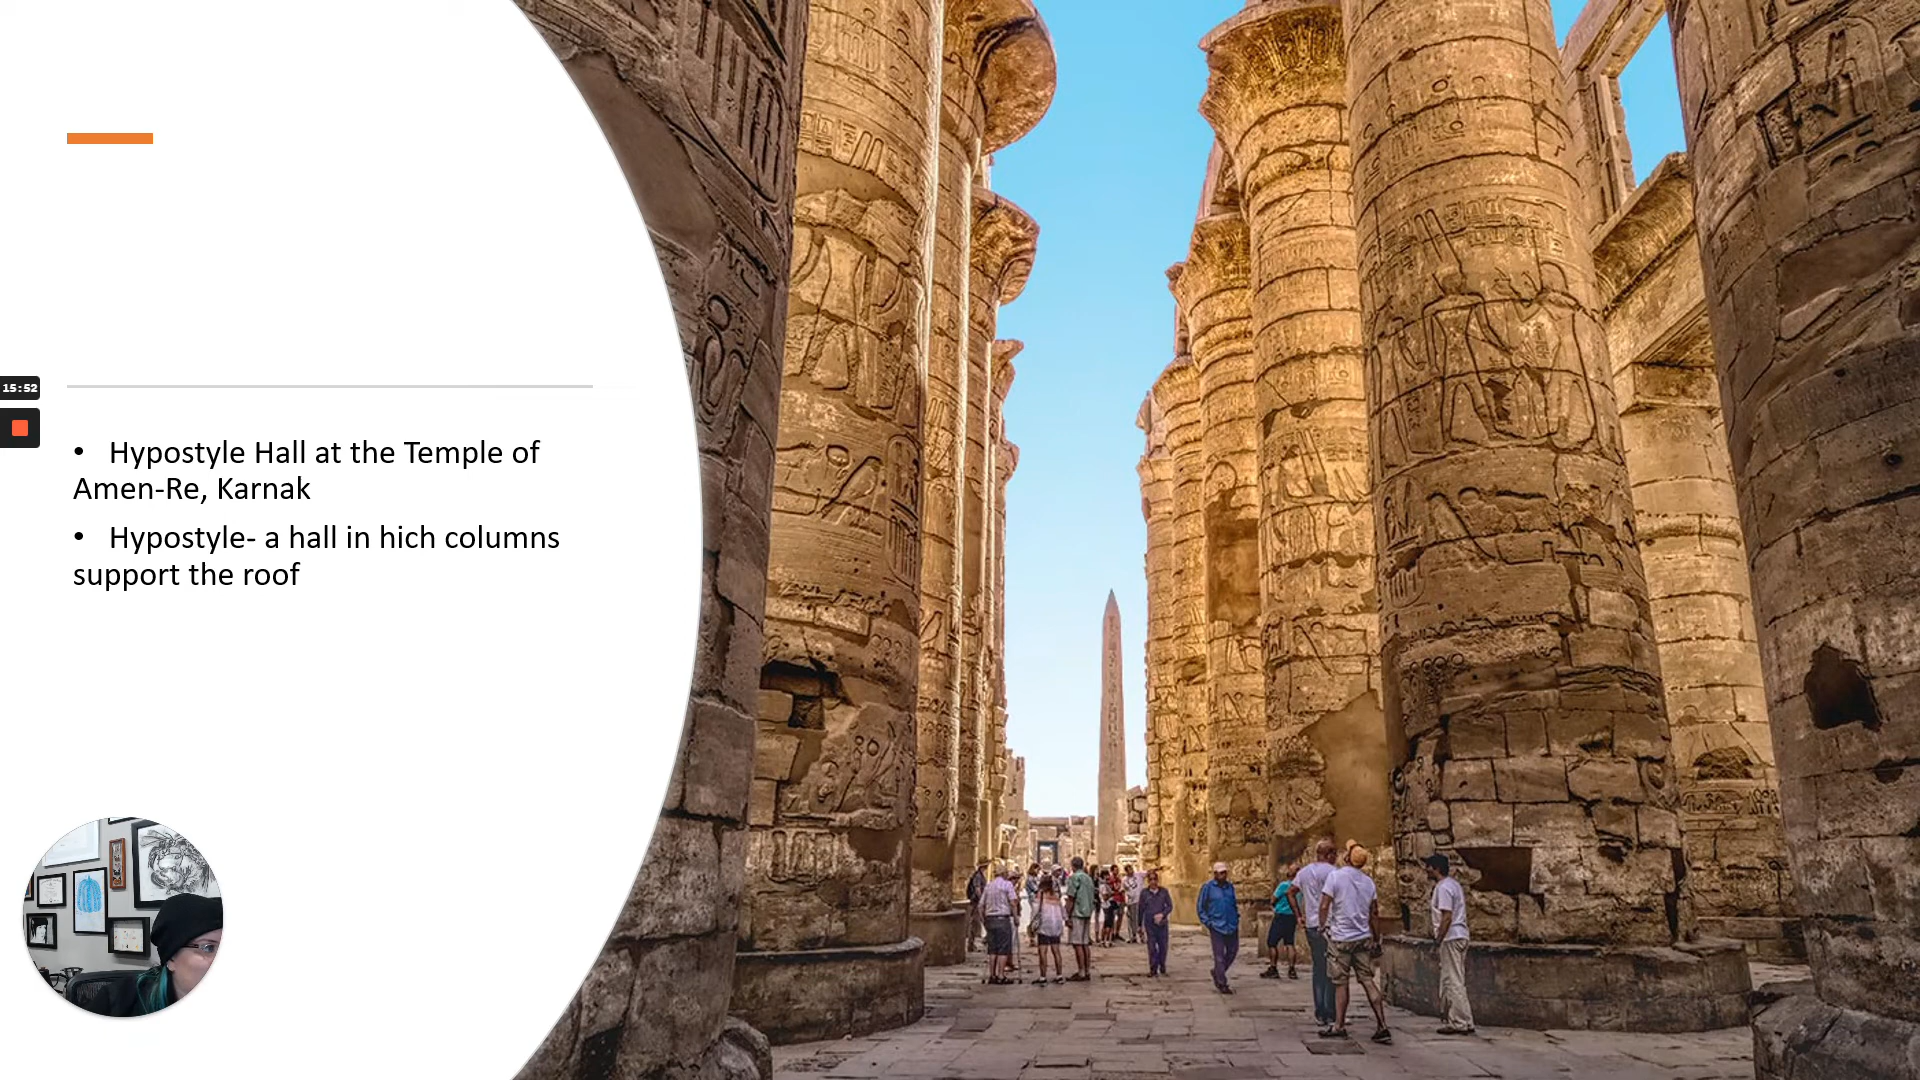 15:52
• Hypostyle Hall at the Temple of
Amen-Re, Karnak
• Hypostyle- a hall in hich columns
support the roof